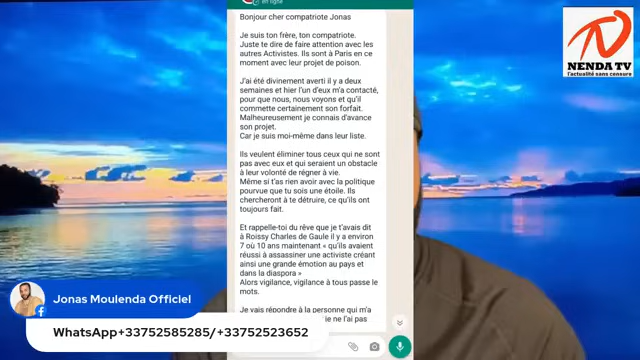 en ligne
Bonjour cher compatriote Jonas
Je suis ton frère, ton compatriote.
Juste te dire de faire attention avec les
autres Activistes. Ils sont à Paris en ce
moment avec leur projet de poison.
J'ai été divinement averti il y a deux
semaines et hier l'un d'eux m'a contacté,
pour que nous, nous voyons et qu'il
commette certainement son forfait.
Malheureusement je connais d'avance
son projet.
Car je suis moi-même dans leur liste.
Ils veulent éliminer tous ceux qui ne sont
pas avec eux et qui seraient un obstacle
à leur volonté de régner à vie.
Même si t'as rien avoir avec la politique
pourvue que tu sois une étoile. Ils
chercheront à te détruire, ce qu'ils ont
toujours fait.
Et rappelle-toi du rêve que je t'avais dit
à Roissy Charles de Gaule il y a environ
7 où 10 ans maintenant « qu'ils avaient
réussi à assassiner une activiste créant
ainsi une grande émotion au pays et
dans la diaspora »
Alors vigilance, vigilance à tous passe le
mots.
Je vais répondre à la personne qui m'a
ne l'ai pas
NENDA TV
l'actualité sans censure
Jonas Moulenda Officiel
WhatsApp+33752585285/+33752523652